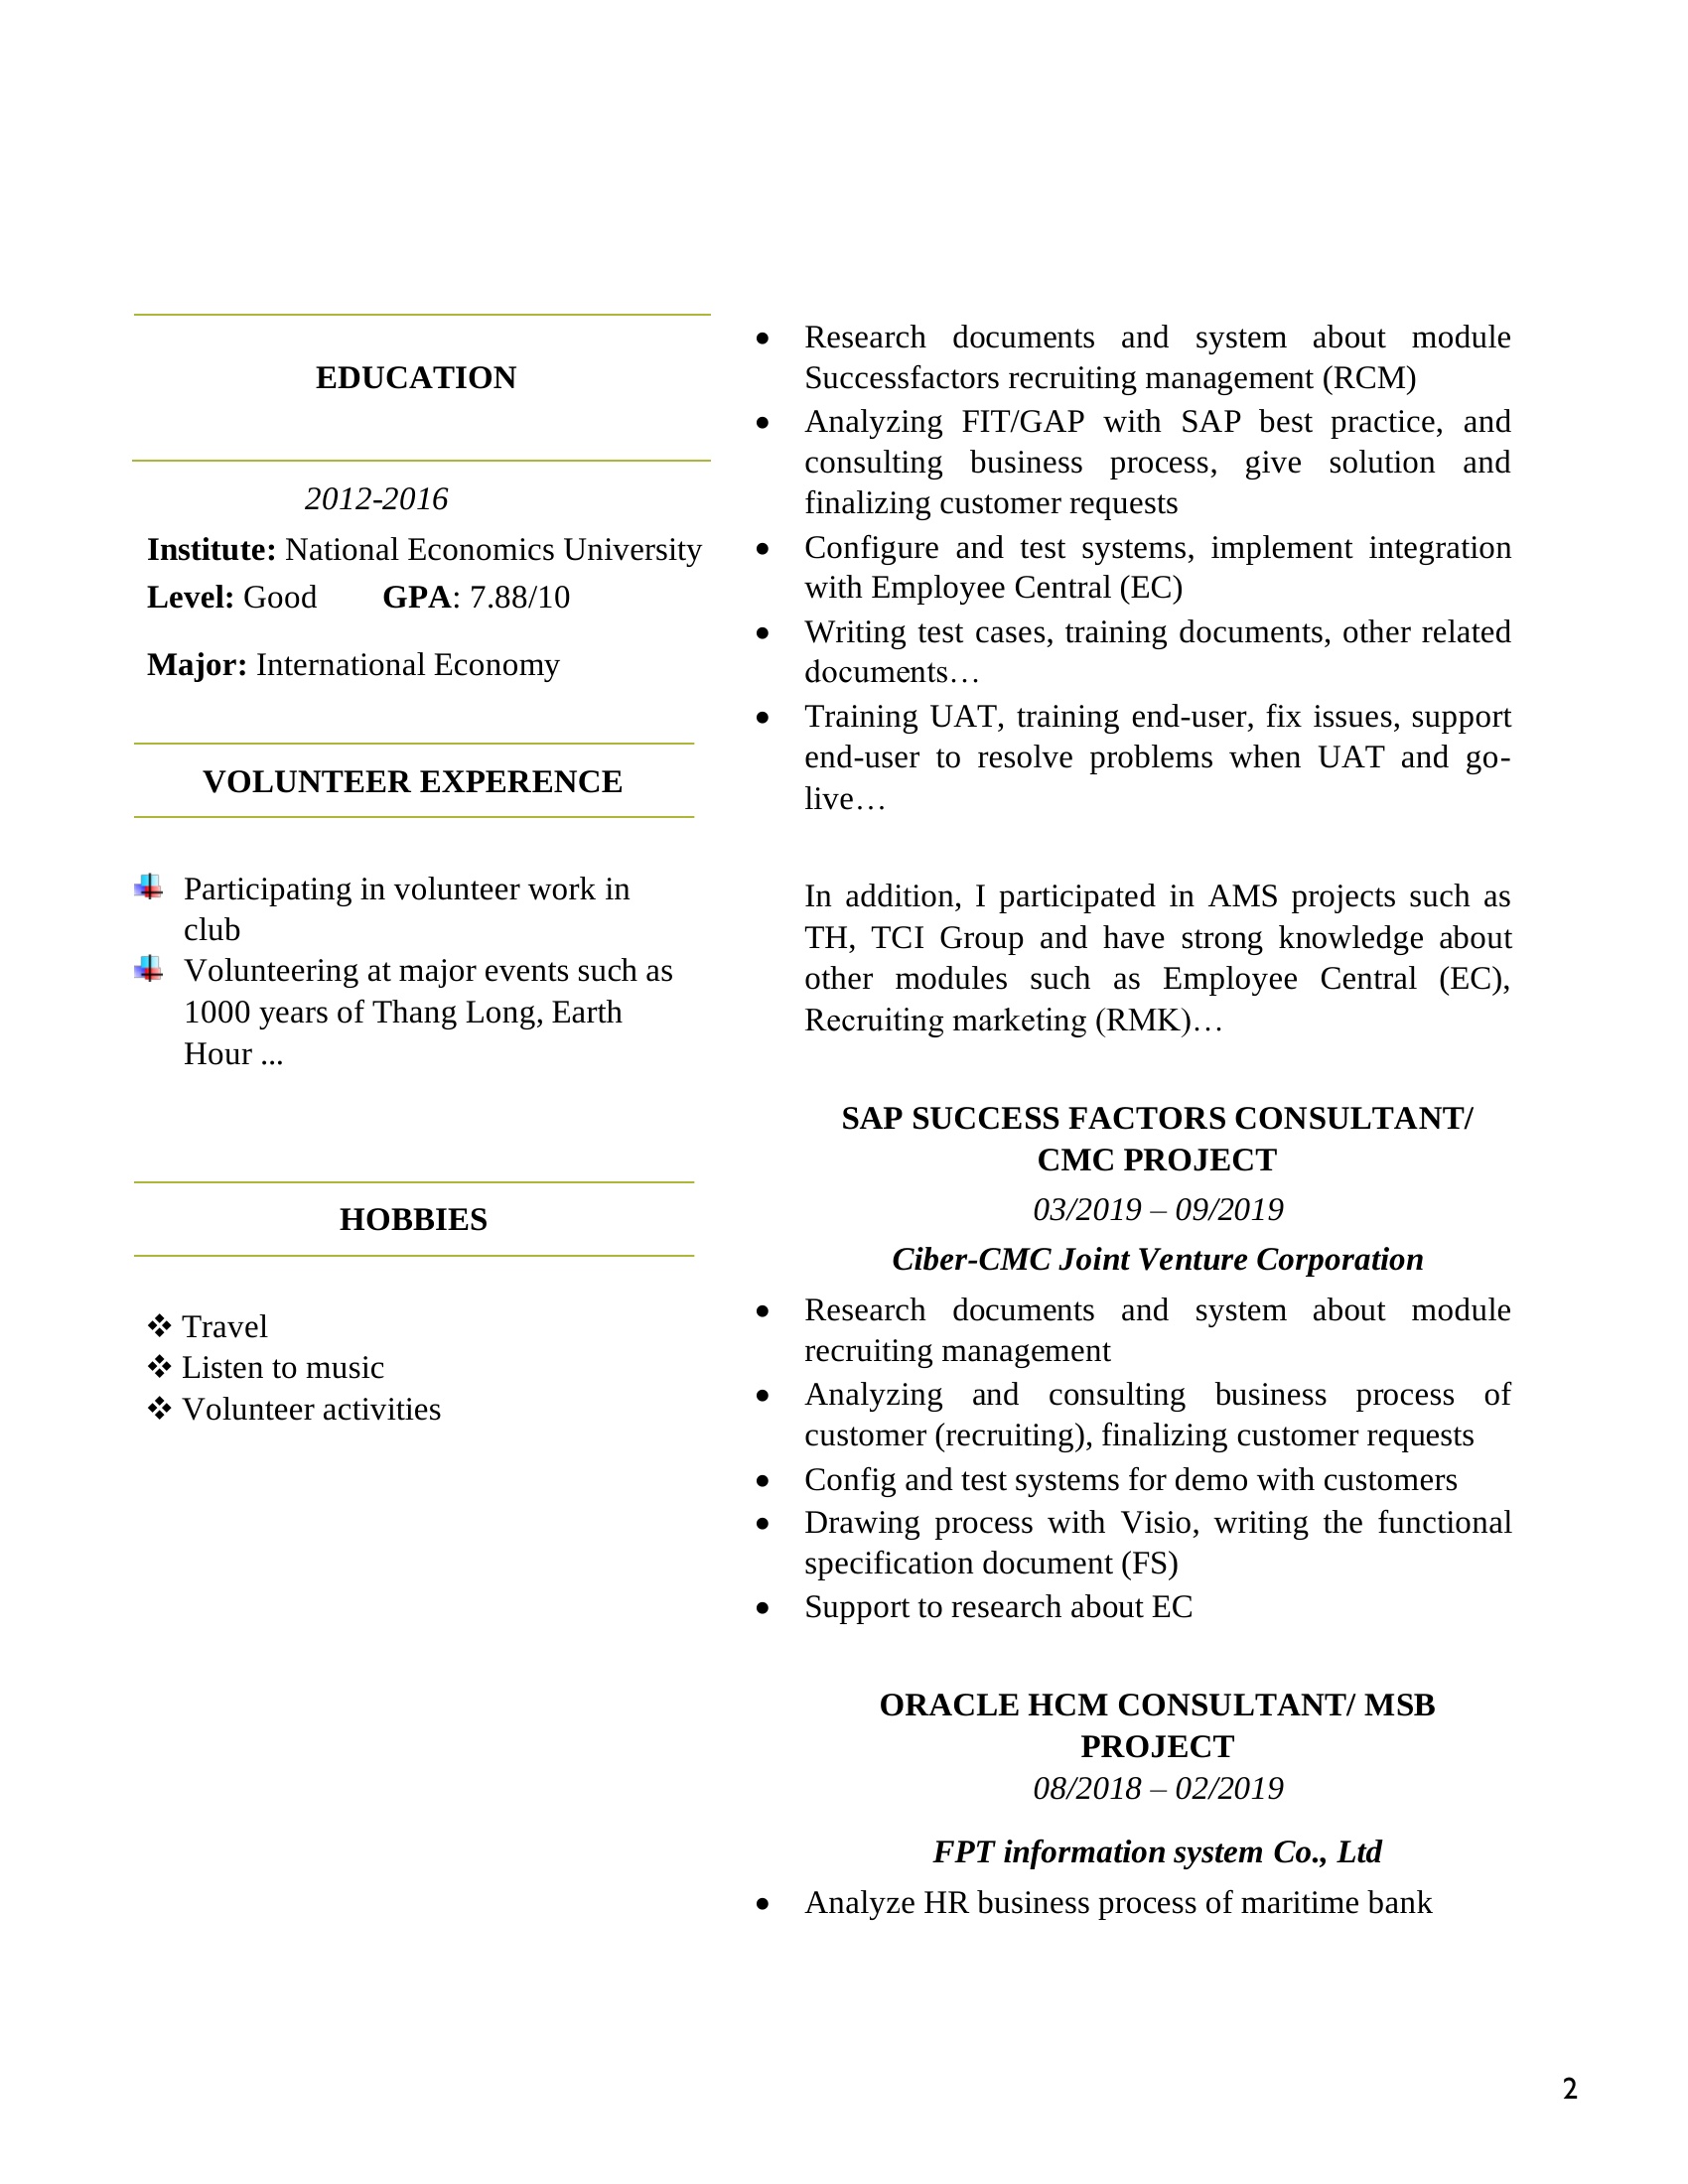 EDUCATION
2012-2016
Institute: National Economics University
Level: Good GPA: 7.88/10
Major: International Economy
VOLUNTEER EXPERENCE
Participating in volunteer work in
club
Volunteering at major events such as
1000 years of Thang Long, Earth
Hour ...
HOBBIES
❖ Travel
❖ Listen to music
❖ Volunteer activities
• Research documents and system about module
Successfactors recruiting management (RCM)
• Analyzing FIT/GAP with SAP best practice, and
consulting business process, give solution and
finalizing customer requests
• Configure and test systems, implement integration
with Employee Central (EC)
• Writing test cases, training documents, other related
documents…
• Training UAT, training end-user, fix issues, support
end-user to resolve problems when UAT and go-
live…
In addition, I participated in AMS projects such as
TH, TCI Group and have strong knowledge about
other modules such as Employee Central (EC),
Recruiting marketing (RMK)…
SAP SUCCESS FACTORS CONSULTANT/
CMC PROJECT
03/2019 – 09/2019
Ciber-CMC Joint Venture Corporation
• Research documents and system about module
recruiting management
• Analyzing and consulting business process of
customer (recruiting), finalizing customer requests
• Config and test systems for demo with customers
• Drawing process with Visio, writing the functional
specification document (FS)
• Support to research about EC
ORACLE HCM CONSULTANT/ MSB
PROJECT
08/2018 – 02/2019
FPT information system Co., Ltd
• Analyze HR business process of maritime bank
2